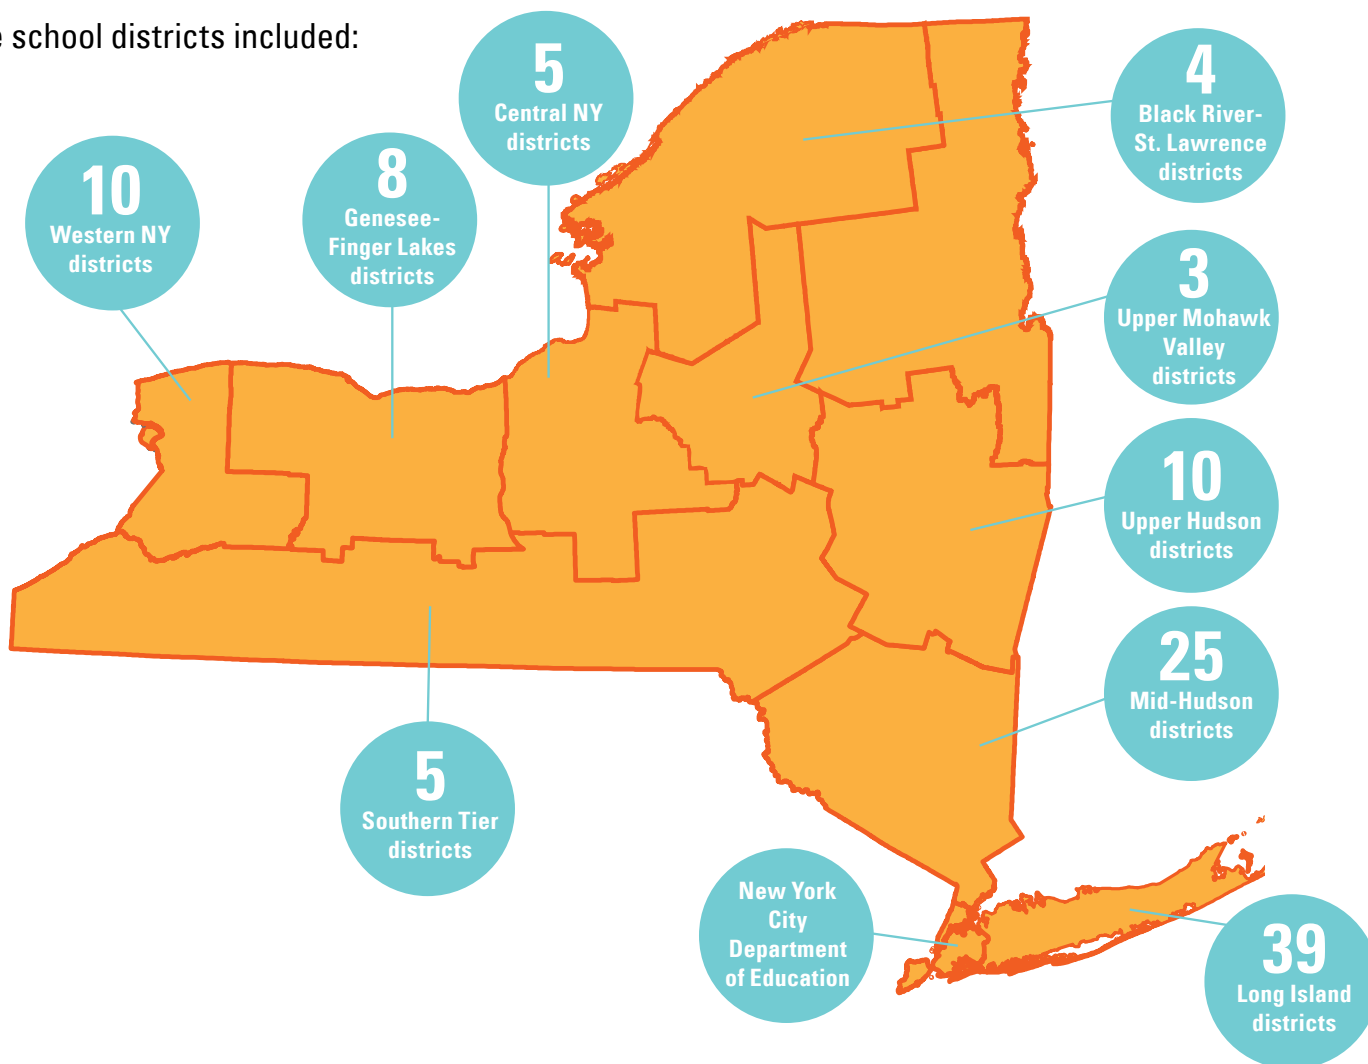 school districts included:
5
Central NY
districts
4
Black River-
St. Lawrence
districts
10
Western NY
districts
8
Genesee-
Finger Lakes
districts
3
Upper Mohawk
Valley
districts
10
Upper Hudson
districts
25
Mid-Hudson
districts
5
Southern Tier
districts
New York
City
Department
of Education
39
Long Island
districts